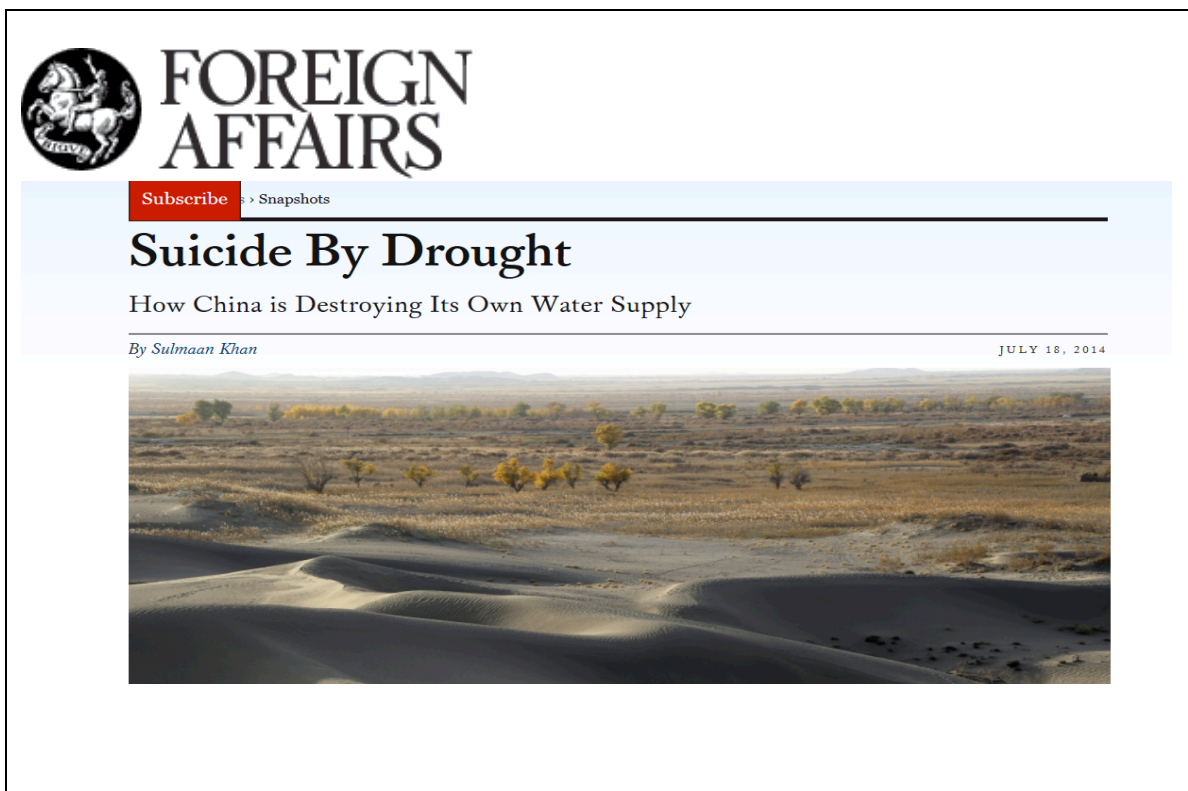 FOREIGN
AFFAIRS
Subscribe s › Snapshots
Suicide By Drought
How China is Destroying Its Own Water Supply
By Sulmaan Khan
JULY 18, 2014